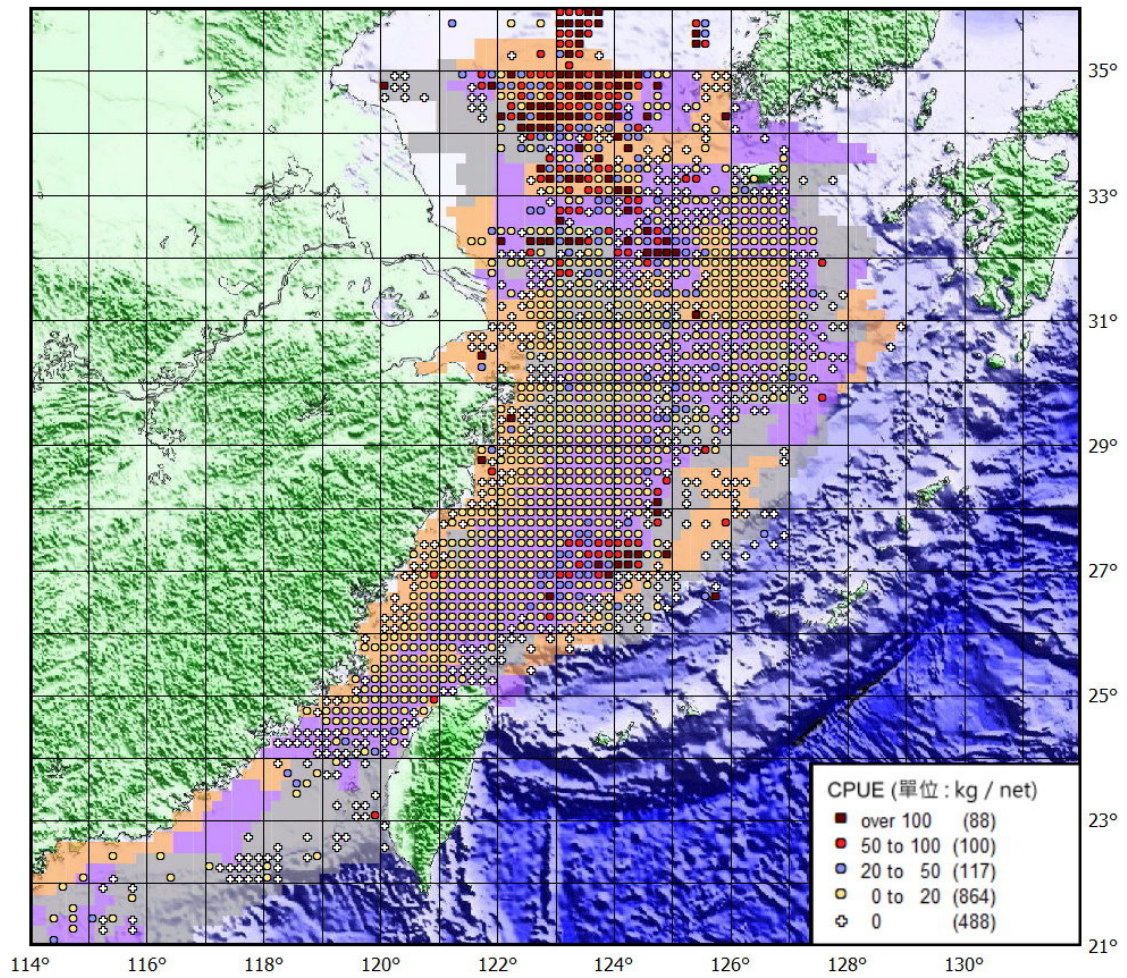 35°
33°
31°
29°
27°
25°
CPUE (單位 : kg / net)
over 100 (88)
50 to 100 (100)
20 to 50 (117)
0 to 20 (864)
0 (488)
23°
21°
114 116 118 120 122 124 126 128 130